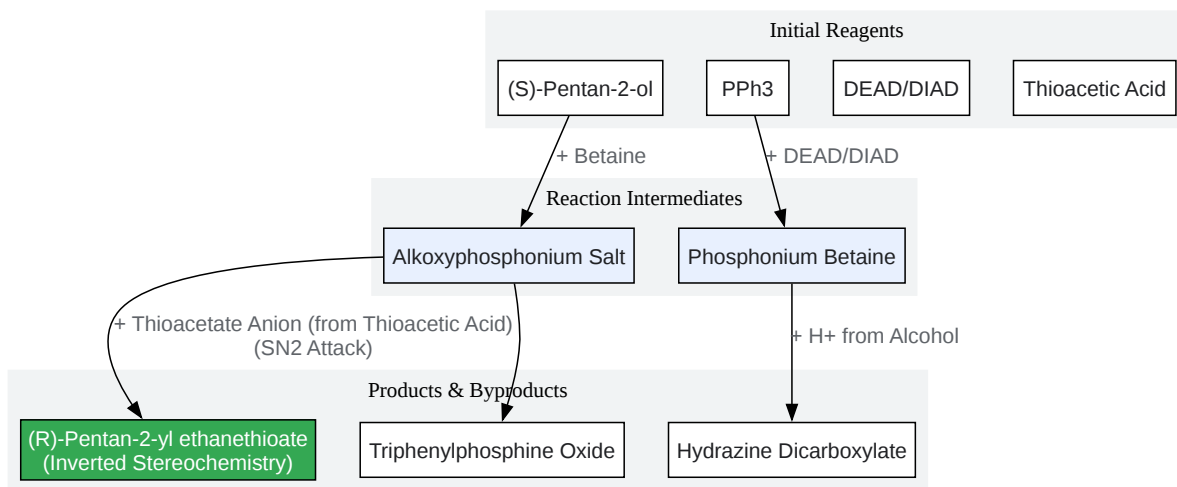 Initial Reagents
(S)-Pentan-2-ol
PPh3
DEAD/DIAD
Thioacetic Acid
+ Betaine
+ DEAD/DIAD
Reaction Intermediates
Alkoxyphosphonium Salt
Phosphonium Betaine
+ Thioacetate Anion (from Thioacetic Acid)
(SN2 Attack)
+ H+ from Alcohol
Products & Byproducts
(R)-Pentan-2-yl ethanethioate
(Inverted Stereochemistry)
Triphenylphosphine Oxide
Hydrazine Dicarboxylate